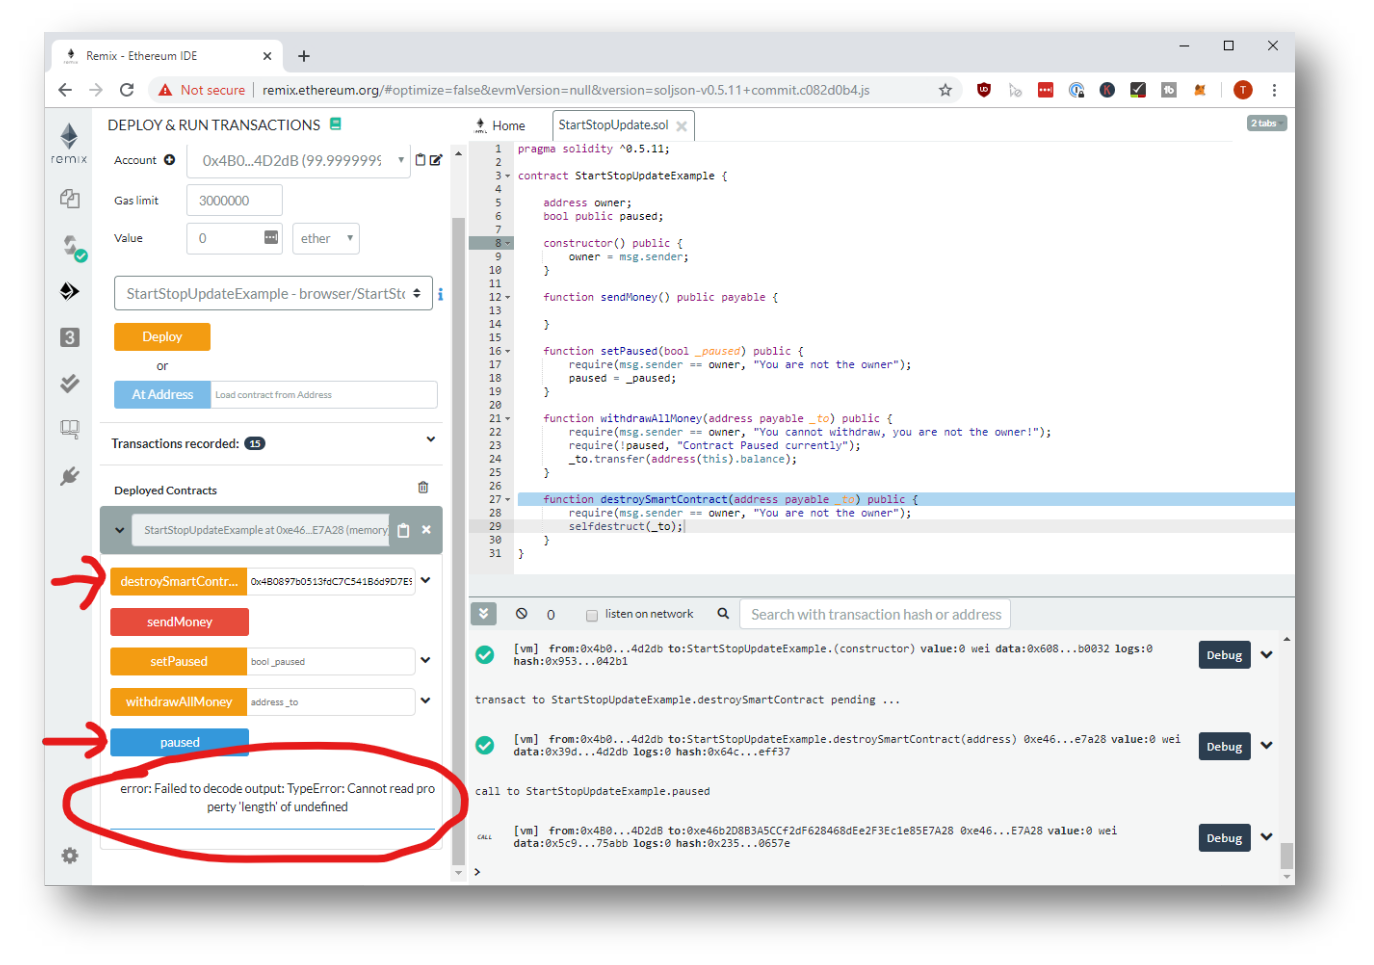 Remix - Ethereum IDE
Not secure | remix.ethereum.org/#optimize=false&evmVersion=null&version=soljson-v0.5.11+commit.c082d0b4.js
T
remix
DEPLOY & RUN TRANSACTIONS
Account 0x4B0...4D2dB (99.9999999
Gas limit 3000000
Value 0 ether
StartStopUpdateExample - browser/StartSt
Deploy
or
At Address Load contract from Address
Transactions recorded: 15
Deployed Contracts
StartStopUpdateExample at 0xe46...E7A28 (memory)
destroySmartContr... 0x4B0897b0513fdC7C541B6d9D7E
sendMoney
setPaused bool _paused
withdrawAllMoney address _to
paused
error: Failed to decode output: TypeError: Cannot read pro
perty 'length' of undefined
Home StartStopUpdate.sol 2 tabs
1 pragma solidity ^0.5.11;
2
3 contract StartStopUpdateExample {
4
5 address owner;
6 bool public paused;
7
8 constructor() public {
9 owner = msg.sender;
10 }
11
12 function sendMoney() public payable {
13
14 }
15
16 function setPaused(bool _paused) public {
17 require(msg.sender == owner, "You are not the owner");
18 paused = _paused;
19 }
20
21 function withdrawAllMoney(address payable _to) public {
22 require(msg.sender == owner, "You cannot withdraw, you are not the owner!");
23 require(!paused, "Contract Paused currently");
24 _to.transfer(address(this).balance);
25 }
26
27 function destroySmartContract(address payable _to) public {
28 require(msg.sender == owner, "You are not the owner");
29 selfdestruct(_to);
30 }
31 }
0 listen on network Search with transaction hash or address
[vm] from:0x4b0...4d2db to:StartStopUpdateExample.(constructor) value:0 wei data:0x608...b0032 logs:0
hash:0x953...042b1
Debug
transact to StartStopUpdateExample.destroySmartContract pending ...
[vm] from:0x4b0...4d2db to:StartStopUpdateExample.destroySmartContract(address) 0xe46...e7a28 value:0 wei
data:0x39d...4d2db logs:0 hash:0x64c...eff37
Debug
call to StartStopUpdateExample.paused
CALL [vm] from:0x4B0...4D2dB to:0xe46b2D8B3A5CCf2dF628468dEe2F3Ec1e85E7A28 0xe46...E7A28 value:0 wei
data:0x5c9...75abb logs:0 hash:0x235...0657e
Debug
>